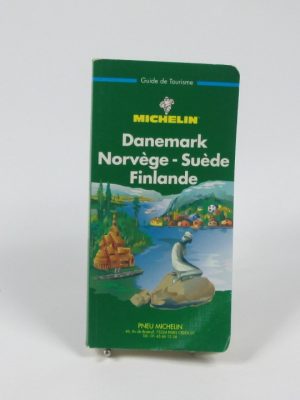 Guide de Tourisme
MICHELIN
Danemark
Norvège - Suède
Finlande
PNEU MICHELIN